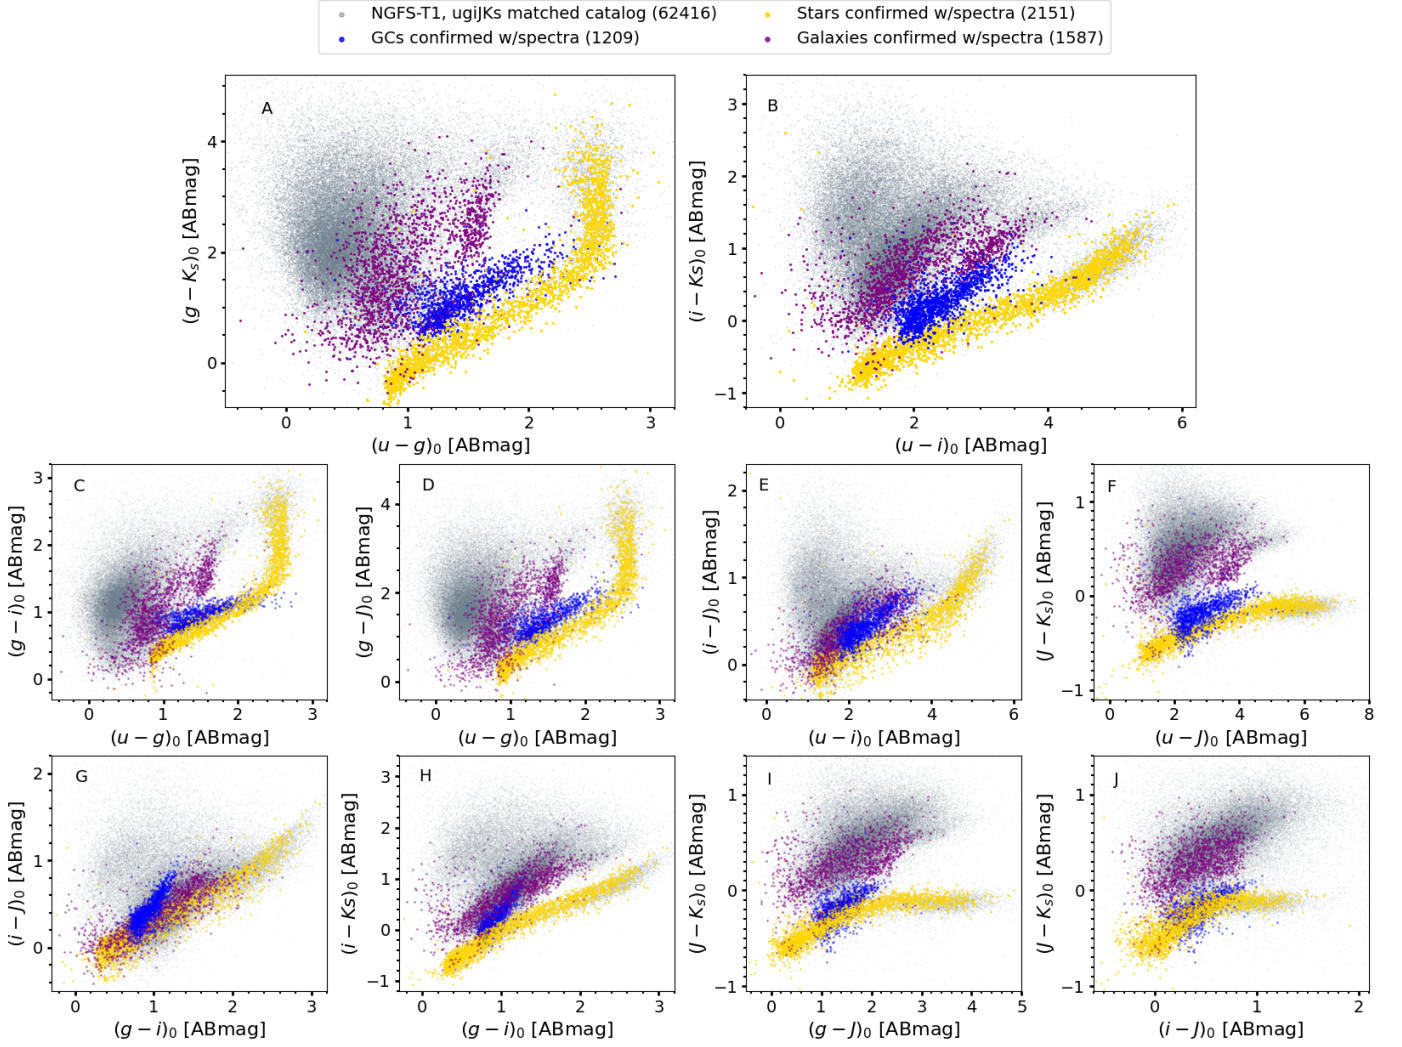 NGFS-T1, ugiJKs matched catalog (62416)
GCs confirmed w/spectra (1209)
Stars confirmed w/spectra (2151)
Galaxies confirmed w/spectra (1587)
A
(g − Ks)0 [ABmag]
4
2
0
0 1 2 3
(u − g)0 [ABmag]
B
(i − Ks)0 [ABmag]
3
2
1
0
−1
0 2 4 6
(u − i)0 [ABmag]
C
(g − i)0 [ABmag]
3
2
1
0
0 1 2 3
(u − g)0 [ABmag]
D
(g − J)0 [ABmag]
4
2
0
0 1 2 3
(u − g)0 [ABmag]
E
(i − J)0 [ABmag]
2
1
0
0 2 4 6
(u − i)0 [ABmag]
F
(J − Ks)0 [ABmag]
1
0
−1
0 2 4 6 8
(u − J)0 [ABmag]
G
(i − J)0 [ABmag]
2
1
0
0 1 2 3
(g − i)0 [ABmag]
H
(i − Ks)0 [ABmag]
3
2
1
0
−1
0 1 2 3
(g − i)0 [ABmag]
I
(J − Ks)0 [ABmag]
1
0
−1
0 1 2 3 4 5
(g − J)0 [ABmag]
J
(J − Ks)0 [ABmag]
1
0
−1
0 1 2
(i − J)0 [ABmag]